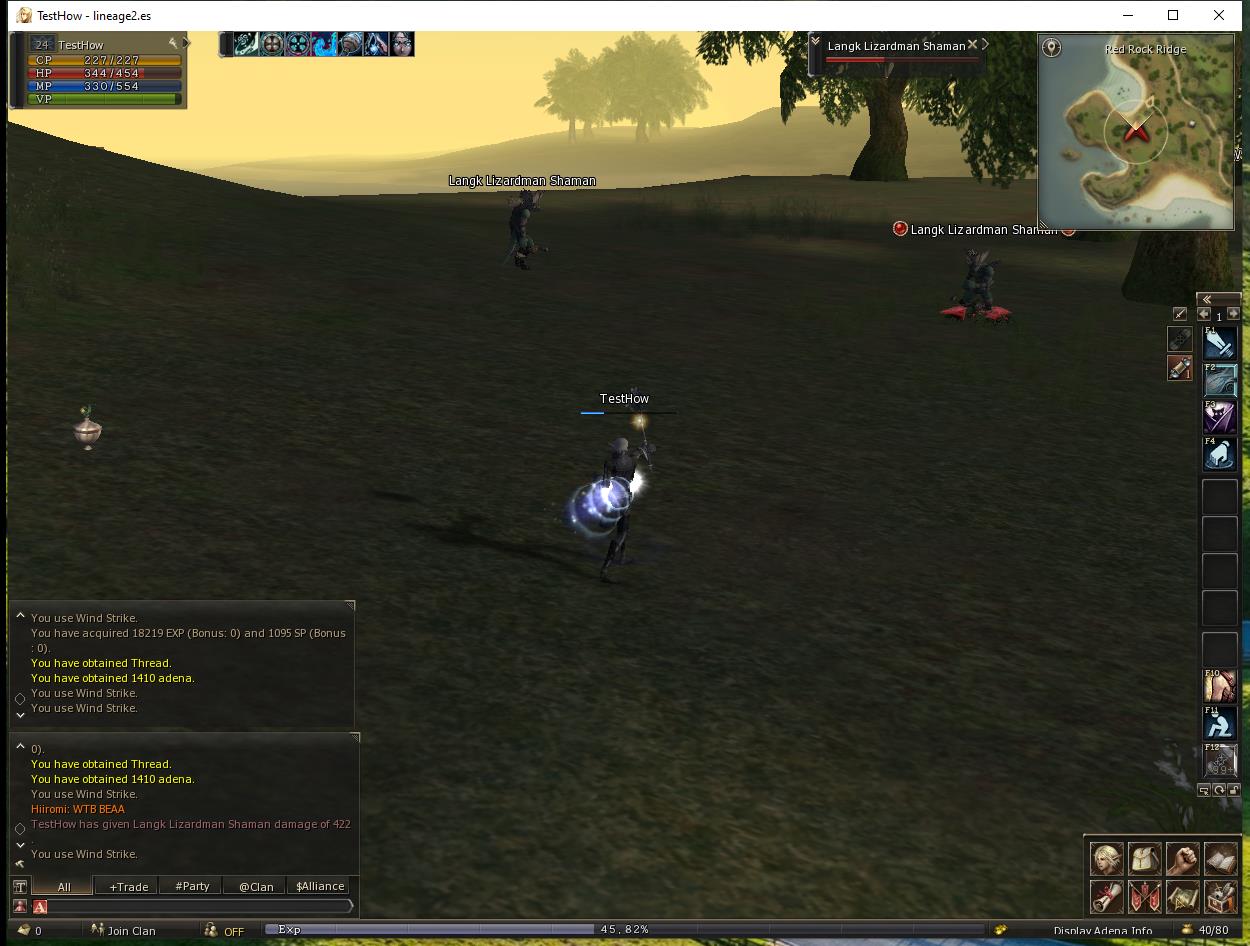 TestHow - lineage2.es
24 TestHow
CP 227/227
HP 344/454
MP 330/554
VP
Langk Lizardman Shaman
Red Rock Ridge
Langk Lizardman Shaman
Langk Lizardman Shaman
TestHow
1
F1
F2
F3
F4
F10
F11
F12
99+
You use Wind Strike.
You have acquired 18219 EXP (Bonus: 0) and 1095 SP (Bonus
: 0).
You have obtained Thread.
You have obtained 1410 adena.
You use Wind Strike.
You use Wind Strike.
0).
You have obtained Thread.
You have obtained 1410 adena.
You use Wind Strike.
Hiiromi: WTB BEAA
TestHow has given Langk Lizardman Shaman damage of 422
.
You use Wind Strike.
All +Trade #Party @Clan $Alliance
A
0 Join Clan OFF Exp 45.82% Display Adena Info 40/80